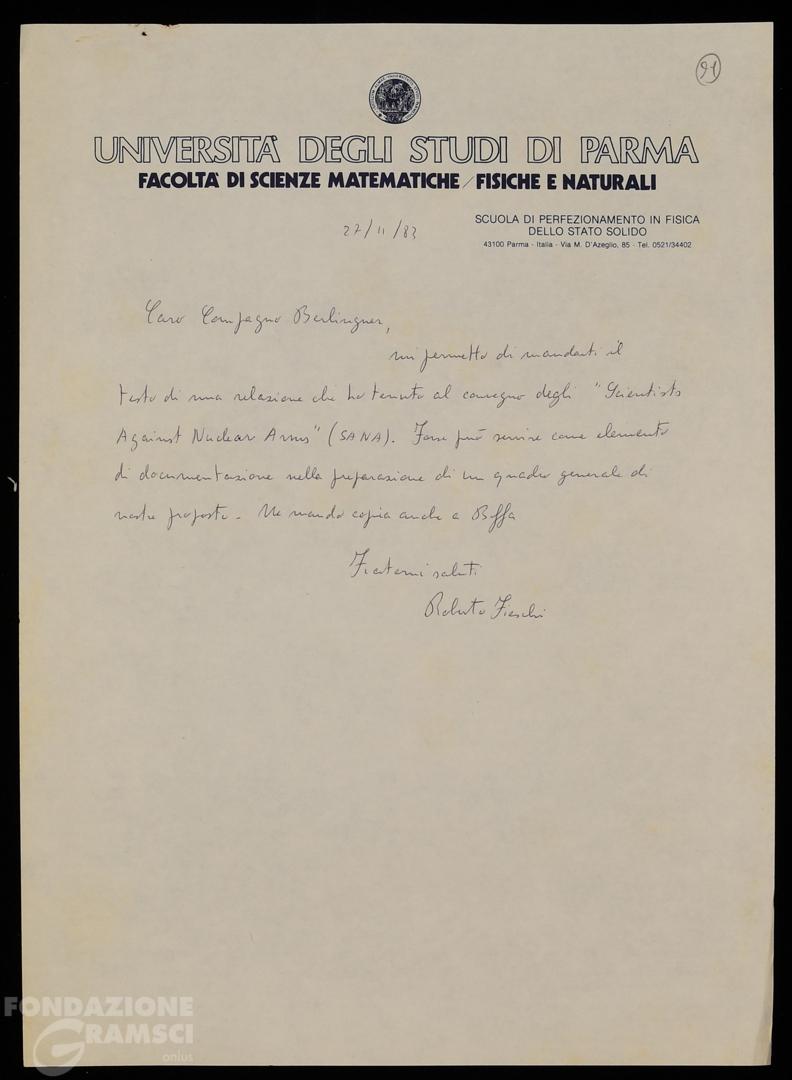 91
UNIVERSITÀ DEGLI STUDI DI PARMA
FACOLTÀ DI SCIENZE MATEMATICHE / FISICHE E NATURALI
SCUOLA DI PERFEZIONAMENTO IN FISICA
DELLO STATO SOLIDO
43100 Parma - Italia - Via M. D'Azeglio, 85 - Tel. 0521/34402
27/11/83
Caro Compagno Berlinguer,
mi permetto di mandarti il
testo di una relazione che ho tenuto al convegno degli "Scientists
Against Nuclear Arms" (SANA). Forse può servire come elemento
di documentazione nella preparazione di un quadro generale di
nostre proposte. Ne mando copia anche a Boffa
Fraterni saluti
Roberto Fieschi
FONDAZIONE
GRAMSCI
onlus